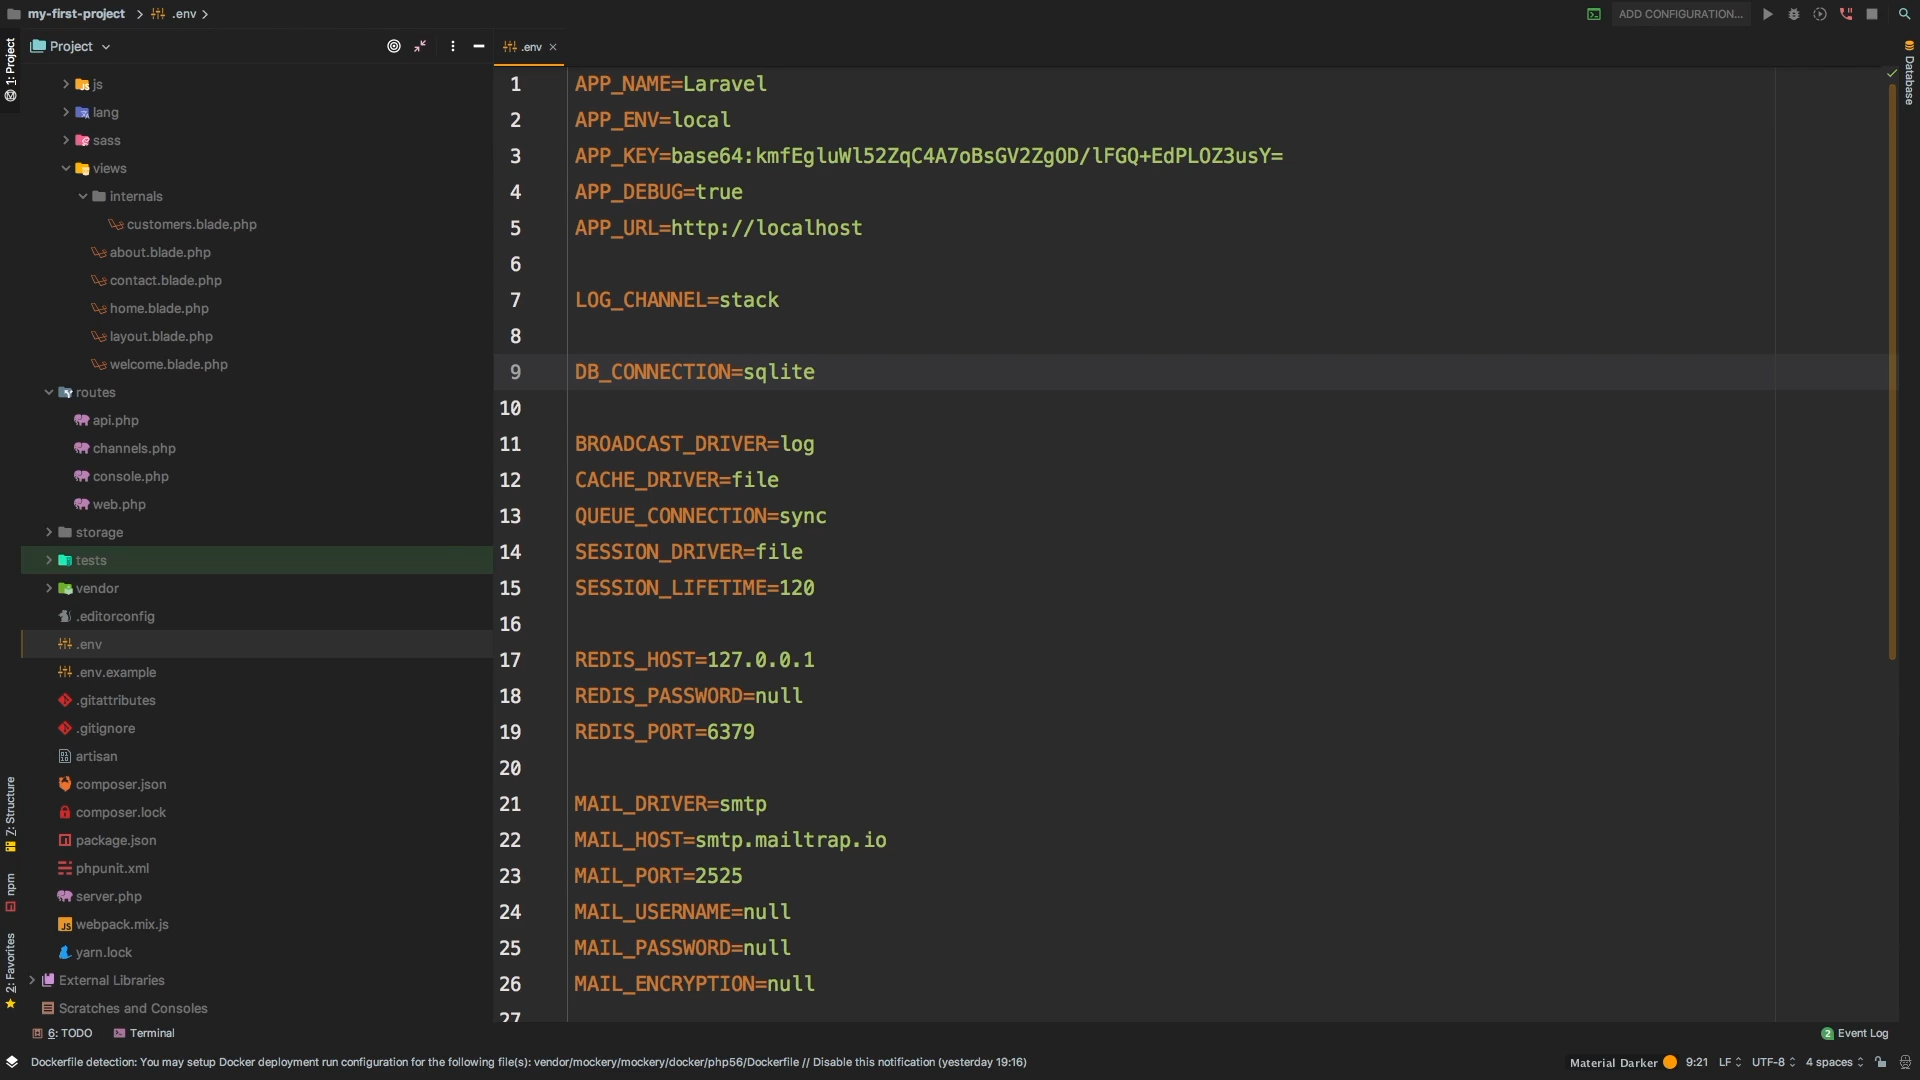 my-first-project
.env
ADD CONFIGURATION...
1: Project
Project
.env
js
lang
sass
views
internals
customers.blade.php
about.blade.php
contact.blade.php
home.blade.php
layout.blade.php
welcome.blade.php
routes
api.php
channels.php
console.php
web.php
storage
tests
vendor
.editorconfig
.env
.env.example
.gitattributes
.gitignore
artisan
composer.json
composer.lock
package.json
phpunit.xml
server.php
webpack.mix.js
yarn.lock
External Libraries
Scratches and Consoles
Z: Structure
npm
2: Favorites
1 APP_NAME=Laravel
2 APP_ENV=local
3 APP_KEY=base64:kmfEgluWl52ZqC4A7oBsGV2ZgOD/lFGQ+EdPLOZ3usY=
4 APP_DEBUG=true
5 APP_URL=http://localhost
6
7 LOG_CHANNEL=stack
8
9 DB_CONNECTION=sqlite
10
11 BROADCAST_DRIVER=log
12 CACHE_DRIVER=file
13 QUEUE_CONNECTION=sync
14 SESSION_DRIVER=file
15 SESSION_LIFETIME=120
16
17 REDIS_HOST=127.0.0.1
18 REDIS_PASSWORD=null
19 REDIS_PORT=6379
20
21 MAIL_DRIVER=smtp
22 MAIL_HOST=smtp.mailtrap.io
23 MAIL_PORT=2525
24 MAIL_USERNAME=null
25 MAIL_PASSWORD=null
26 MAIL_ENCRYPTION=null
27
Database
6: TODO
Terminal
2 Event Log
Dockerfile detection: You may setup Docker deployment run configuration for the following file(s): vendor/mockery/mockery/docker/php56/Dockerfile // Disable this notification (yesterday 19:16)
Material Darker
9:21
LF
UTF-8
4 spaces